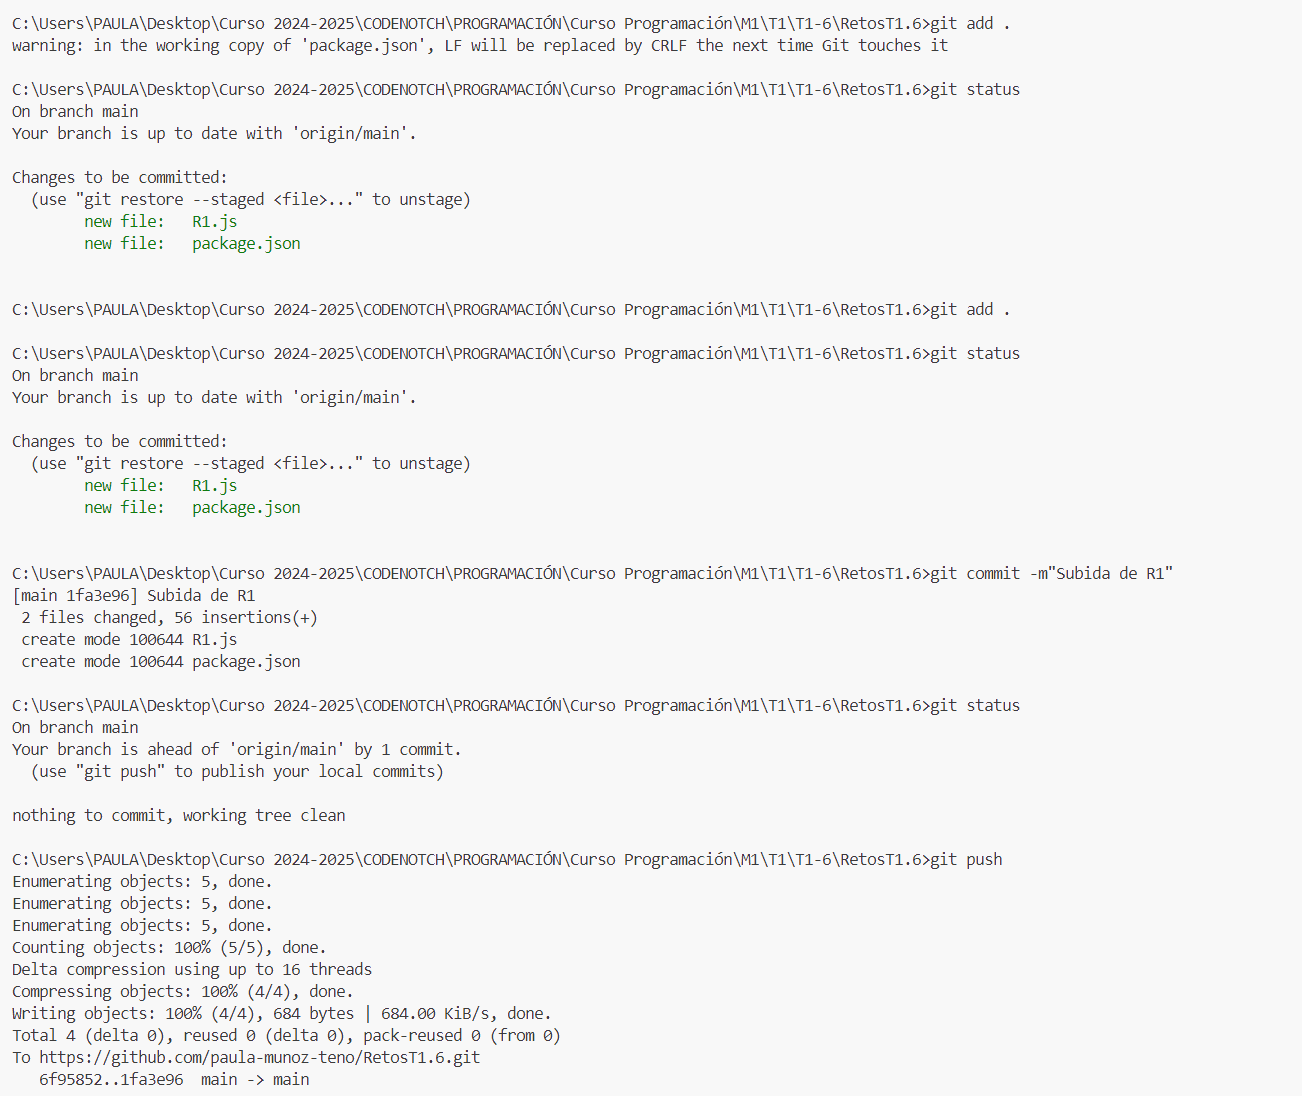 C:\Users\PAULA\Desktop\Curso 2024-2025\CODENOTCH\PROGRAMACIÓN\Curso Programación\M1\T1\T1-6\RetosT1.6>git add .
warning: in the working copy of 'package.json', LF will be replaced by CRLF the next time Git touches it
C:\Users\PAULA\Desktop\Curso 2024-2025\CODENOTCH\PROGRAMACIÓN\Curso Programación\M1\T1\T1-6\RetosT1.6>git status
On branch main
Your branch is up to date with 'origin/main'.
Changes to be committed:
  (use "git restore --staged <file>..." to unstage)
        new file:   R1.js
        new file:   package.json
C:\Users\PAULA\Desktop\Curso 2024-2025\CODENOTCH\PROGRAMACIÓN\Curso Programación\M1\T1\T1-6\RetosT1.6>git add .
C:\Users\PAULA\Desktop\Curso 2024-2025\CODENOTCH\PROGRAMACIÓN\Curso Programación\M1\T1\T1-6\RetosT1.6>git status
On branch main
Your branch is up to date with 'origin/main'.
Changes to be committed:
  (use "git restore --staged <file>..." to unstage)
        new file:   R1.js
        new file:   package.json
C:\Users\PAULA\Desktop\Curso 2024-2025\CODENOTCH\PROGRAMACIÓN\Curso Programación\M1\T1\T1-6\RetosT1.6>git commit -m"Subida de R1"
[main 1fa3e96] Subida de R1
 2 files changed, 56 insertions(+)
 create mode 100644 R1.js
 create mode 100644 package.json
C:\Users\PAULA\Desktop\Curso 2024-2025\CODENOTCH\PROGRAMACIÓN\Curso Programación\M1\T1\T1-6\RetosT1.6>git status
On branch main
Your branch is ahead of 'origin/main' by 1 commit.
  (use "git push" to publish your local commits)
nothing to commit, working tree clean
C:\Users\PAULA\Desktop\Curso 2024-2025\CODENOTCH\PROGRAMACIÓN\Curso Programación\M1\T1\T1-6\RetosT1.6>git push
Enumerating objects: 5, done.
Enumerating objects: 5, done.
Enumerating objects: 5, done.
Counting objects: 100% (5/5), done.
Delta compression using up to 16 threads
Compressing objects: 100% (4/4), done.
Writing objects: 100% (4/4), 684 bytes | 684.00 KiB/s, done.
Total 4 (delta 0), reused 0 (delta 0), pack-reused 0 (from 0)
To https://github.com/paula-munoz-teno/RetosT1.6.git
   6f95852..1fa3e96  main -> main